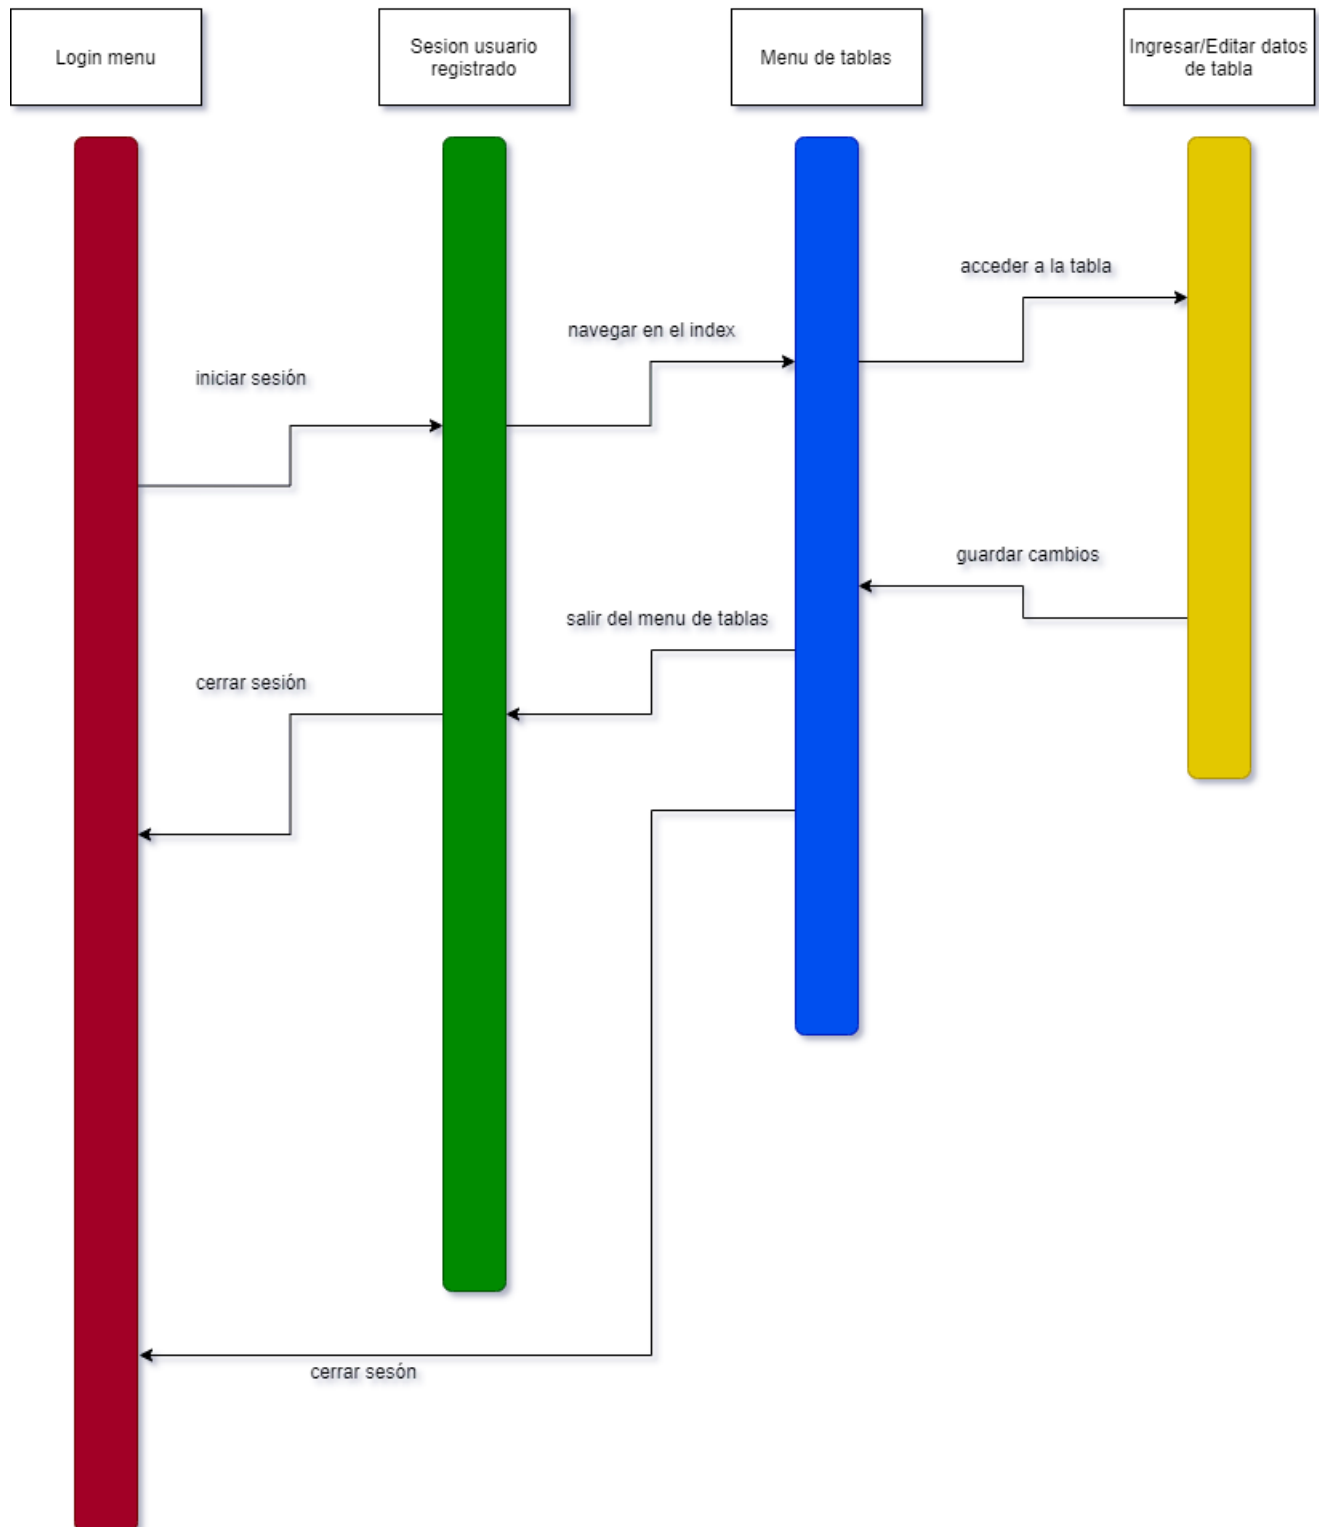 Login menu
Sesion usuario
registrado
Menu de tablas
Ingresar/Editar datos
de tabla
acceder a la tabla
navegar en el index
iniciar sesión
guardar cambios
salir del menu de tablas
cerrar sesión
cerrar sesón